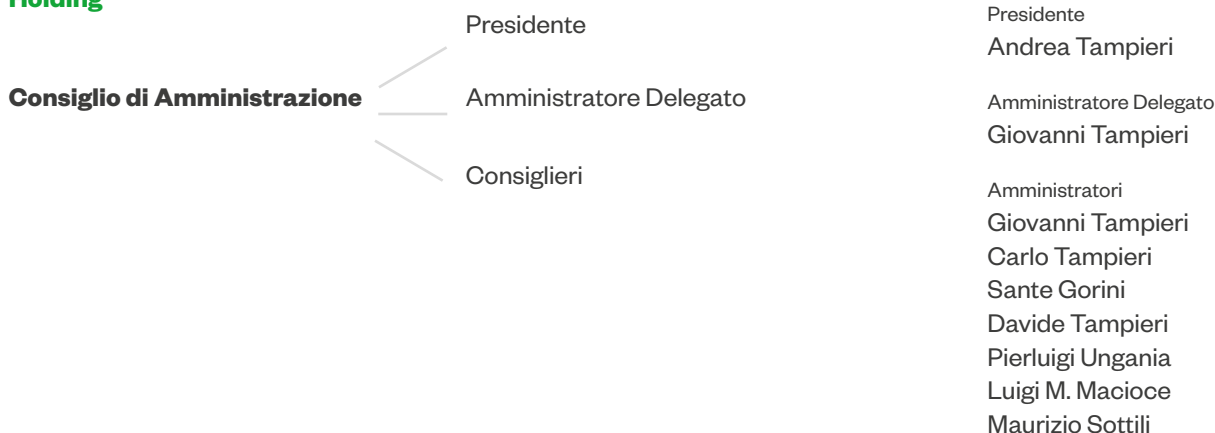 Holding
Presidente
Consiglio di Amministrazione
Amministratore Delegato
Consiglieri
Presidente
Andrea Tampieri
Amministratore Delegato
Giovanni Tampieri
Amministratori
Giovanni Tampieri
Carlo Tampieri
Sante Gorini
Davide Tampieri
Pierluigi Ungania
Luigi M. Macioce
Maurizio Sottili